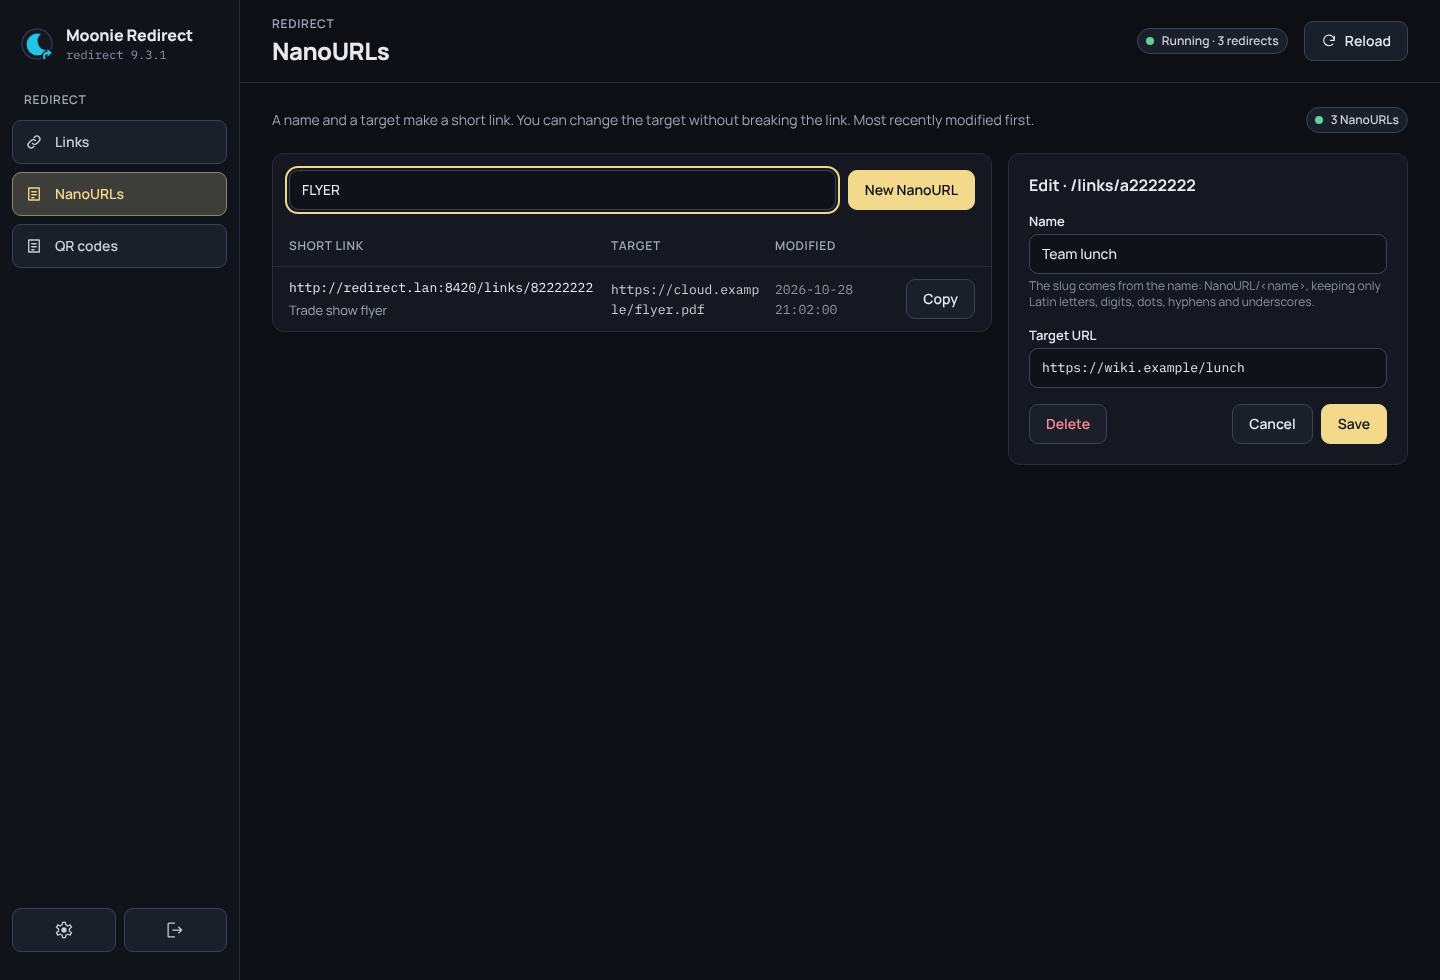 Moonie Redirect
redirect 9.3.1
REDIRECT
Links
NanoURLs
QR codes
REDIRECT
NanoURLs
Running · 3 redirects
Reload
A name and a target make a short link. You can change the target without breaking the link. Most recently modified first.
3 NanoURLs
FLYER
New NanoURL
SHORT LINK
TARGET
MODIFIED
http://redirect.lan:8420/links/82222222
Trade show flyer
https://cloud.examp
le/flyer.pdf
2026-10-28
21:02:00
Copy
Edit · /links/a2222222
Name
Team lunch
The slug comes from the name: NanoURL/<name>, keeping only
Latin letters, digits, dots, hyphens and underscores.
Target URL
https://wiki.example/lunch
Delete
Cancel
Save